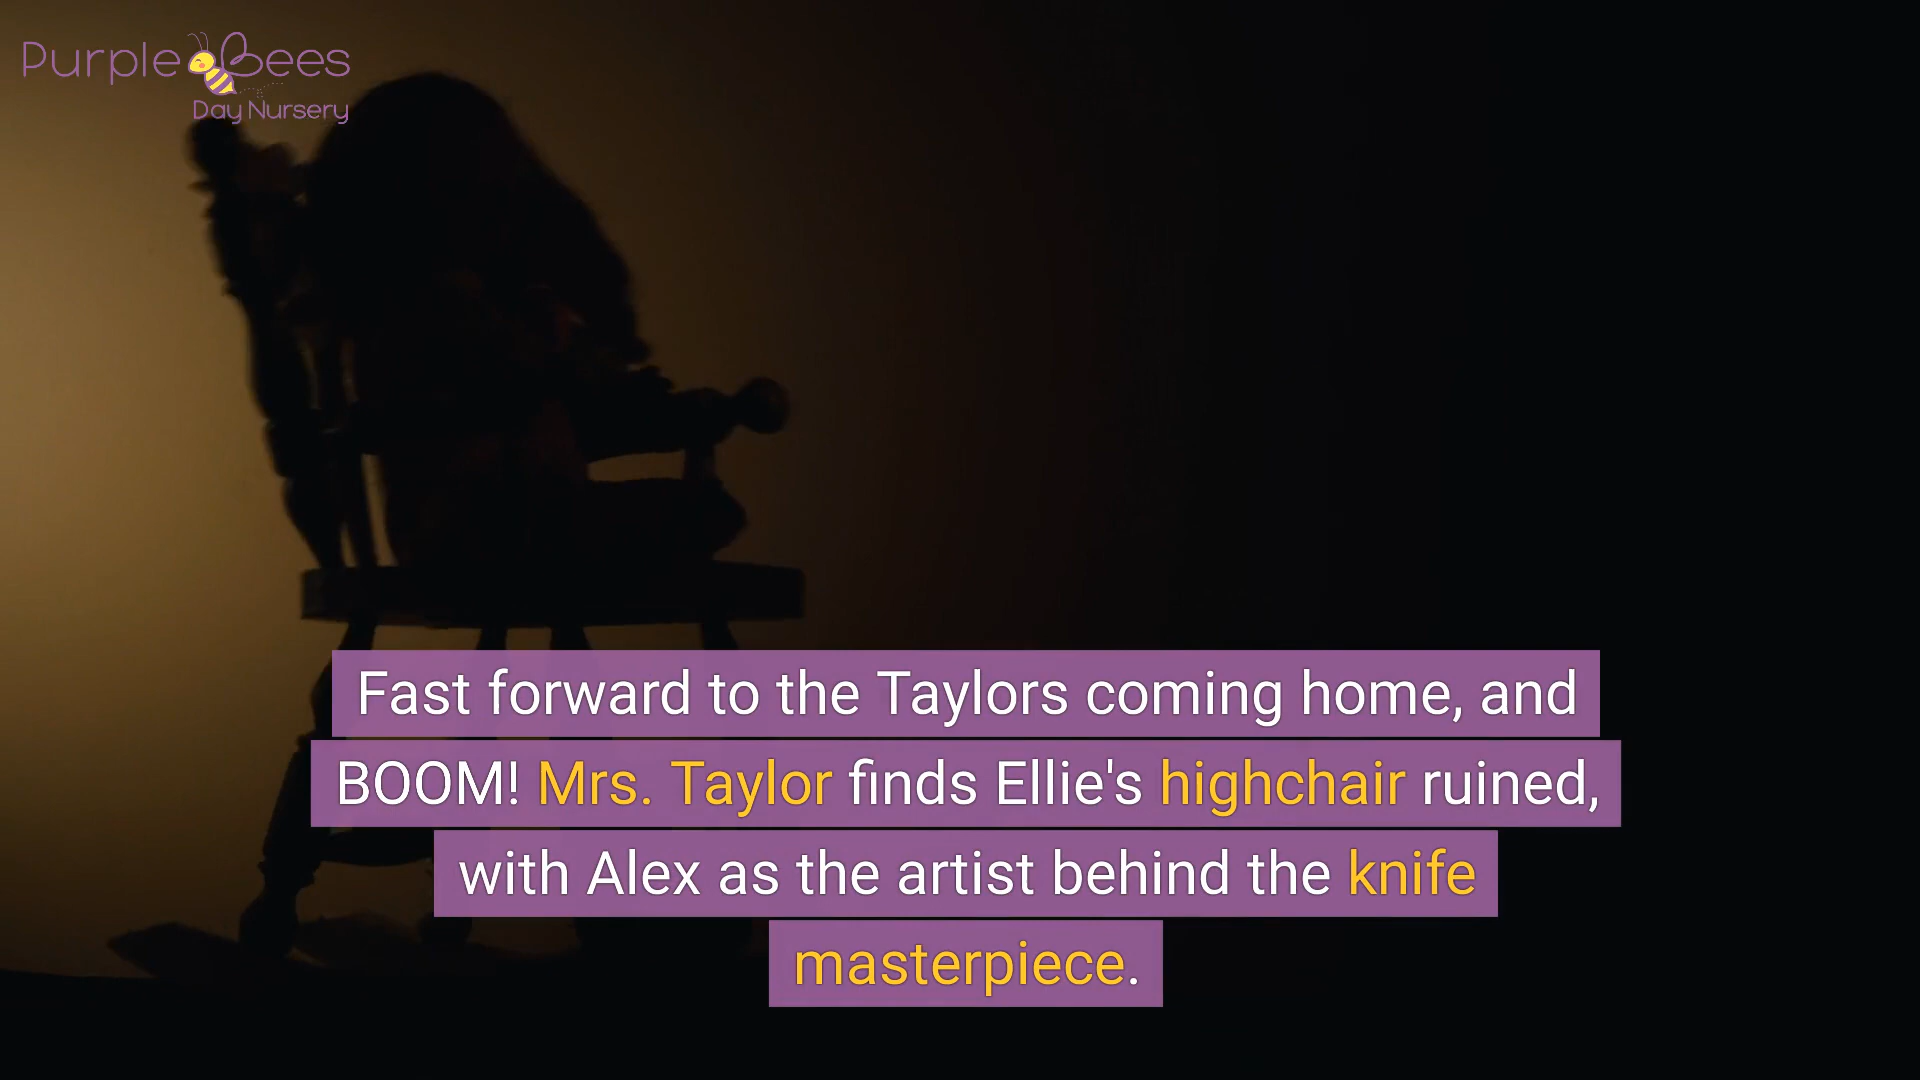 Purple Bees
Day Nursery
Fast forward to the Taylors coming home, and
BOOM! Mrs. Taylor finds Ellie's highchair ruined,
with Alex as the artist behind the knife
masterpiece.